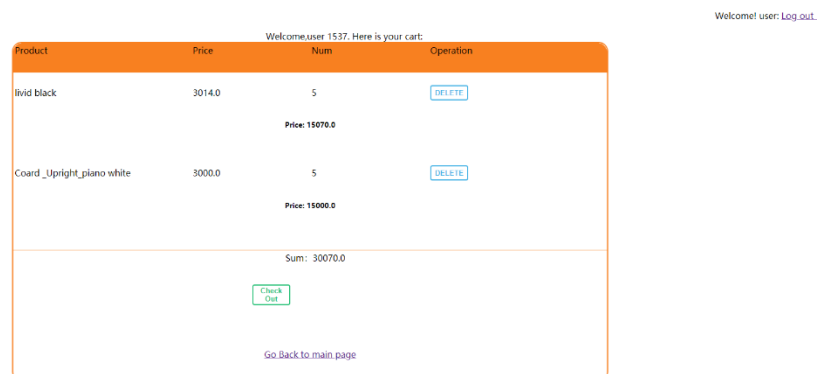 Welcome! user: Log out
Welcome,user 1537. Here is your cart:
Product Price Num Operation
livid black 3014.0 5 DELETE
Price: 15070.0
Coard _Upright_piano white 3000.0 5 DELETE
Price: 15000.0
Sum: 30070.0
Check
Out
Go Back to main page